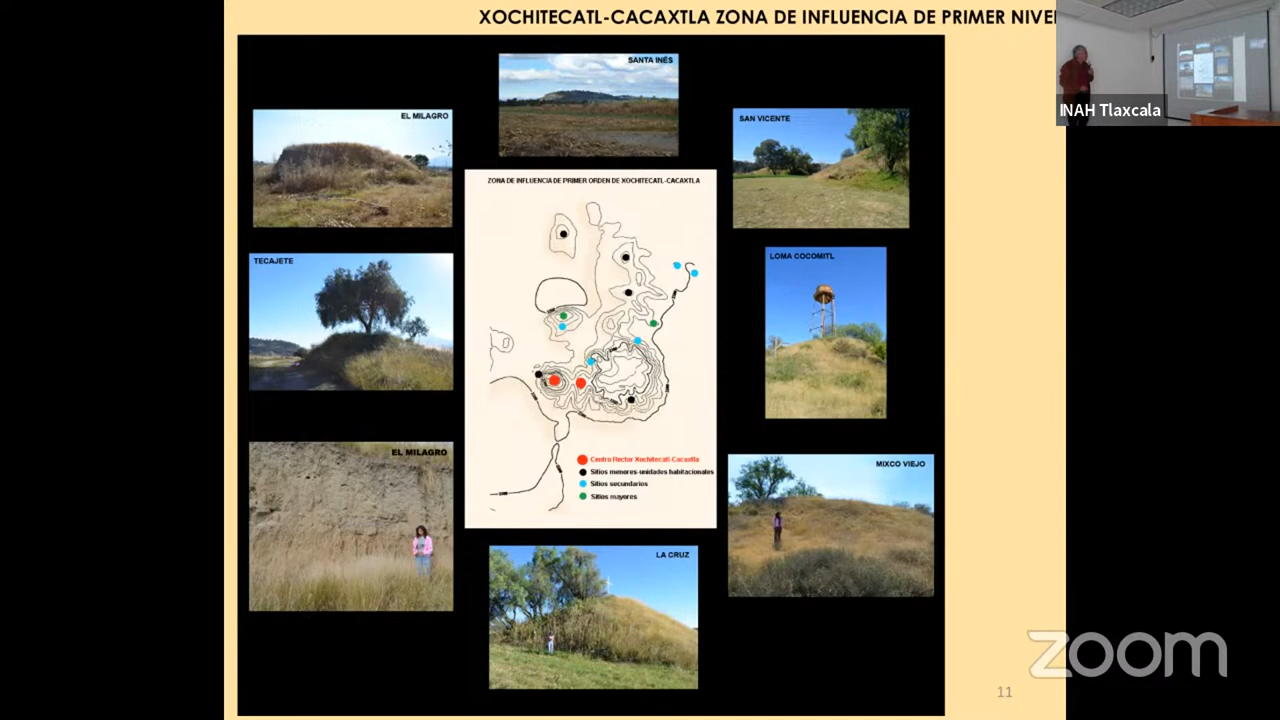 XOCHITECATL-CACAXTLA ZONA DE INFLUENCIA DE PRIMER NIVE
INAH Tlaxcala
SANTA INÉS
EL MILAGRO
SAN VICENTE
TECAJETE
LOMA COCOMITL
ZONA DE INFLUENCIA DE PRIMER ORDEN DE XOCHITECATL-CACAXTLA
Centro Rector Xochitecatl-Cacaxtla
Sitios menores-unidades habitacionales
Sitios secundarios
Sitios mayores
EL MILAGRO
MIXCO VIEJO
LA CRUZ
zoom
11